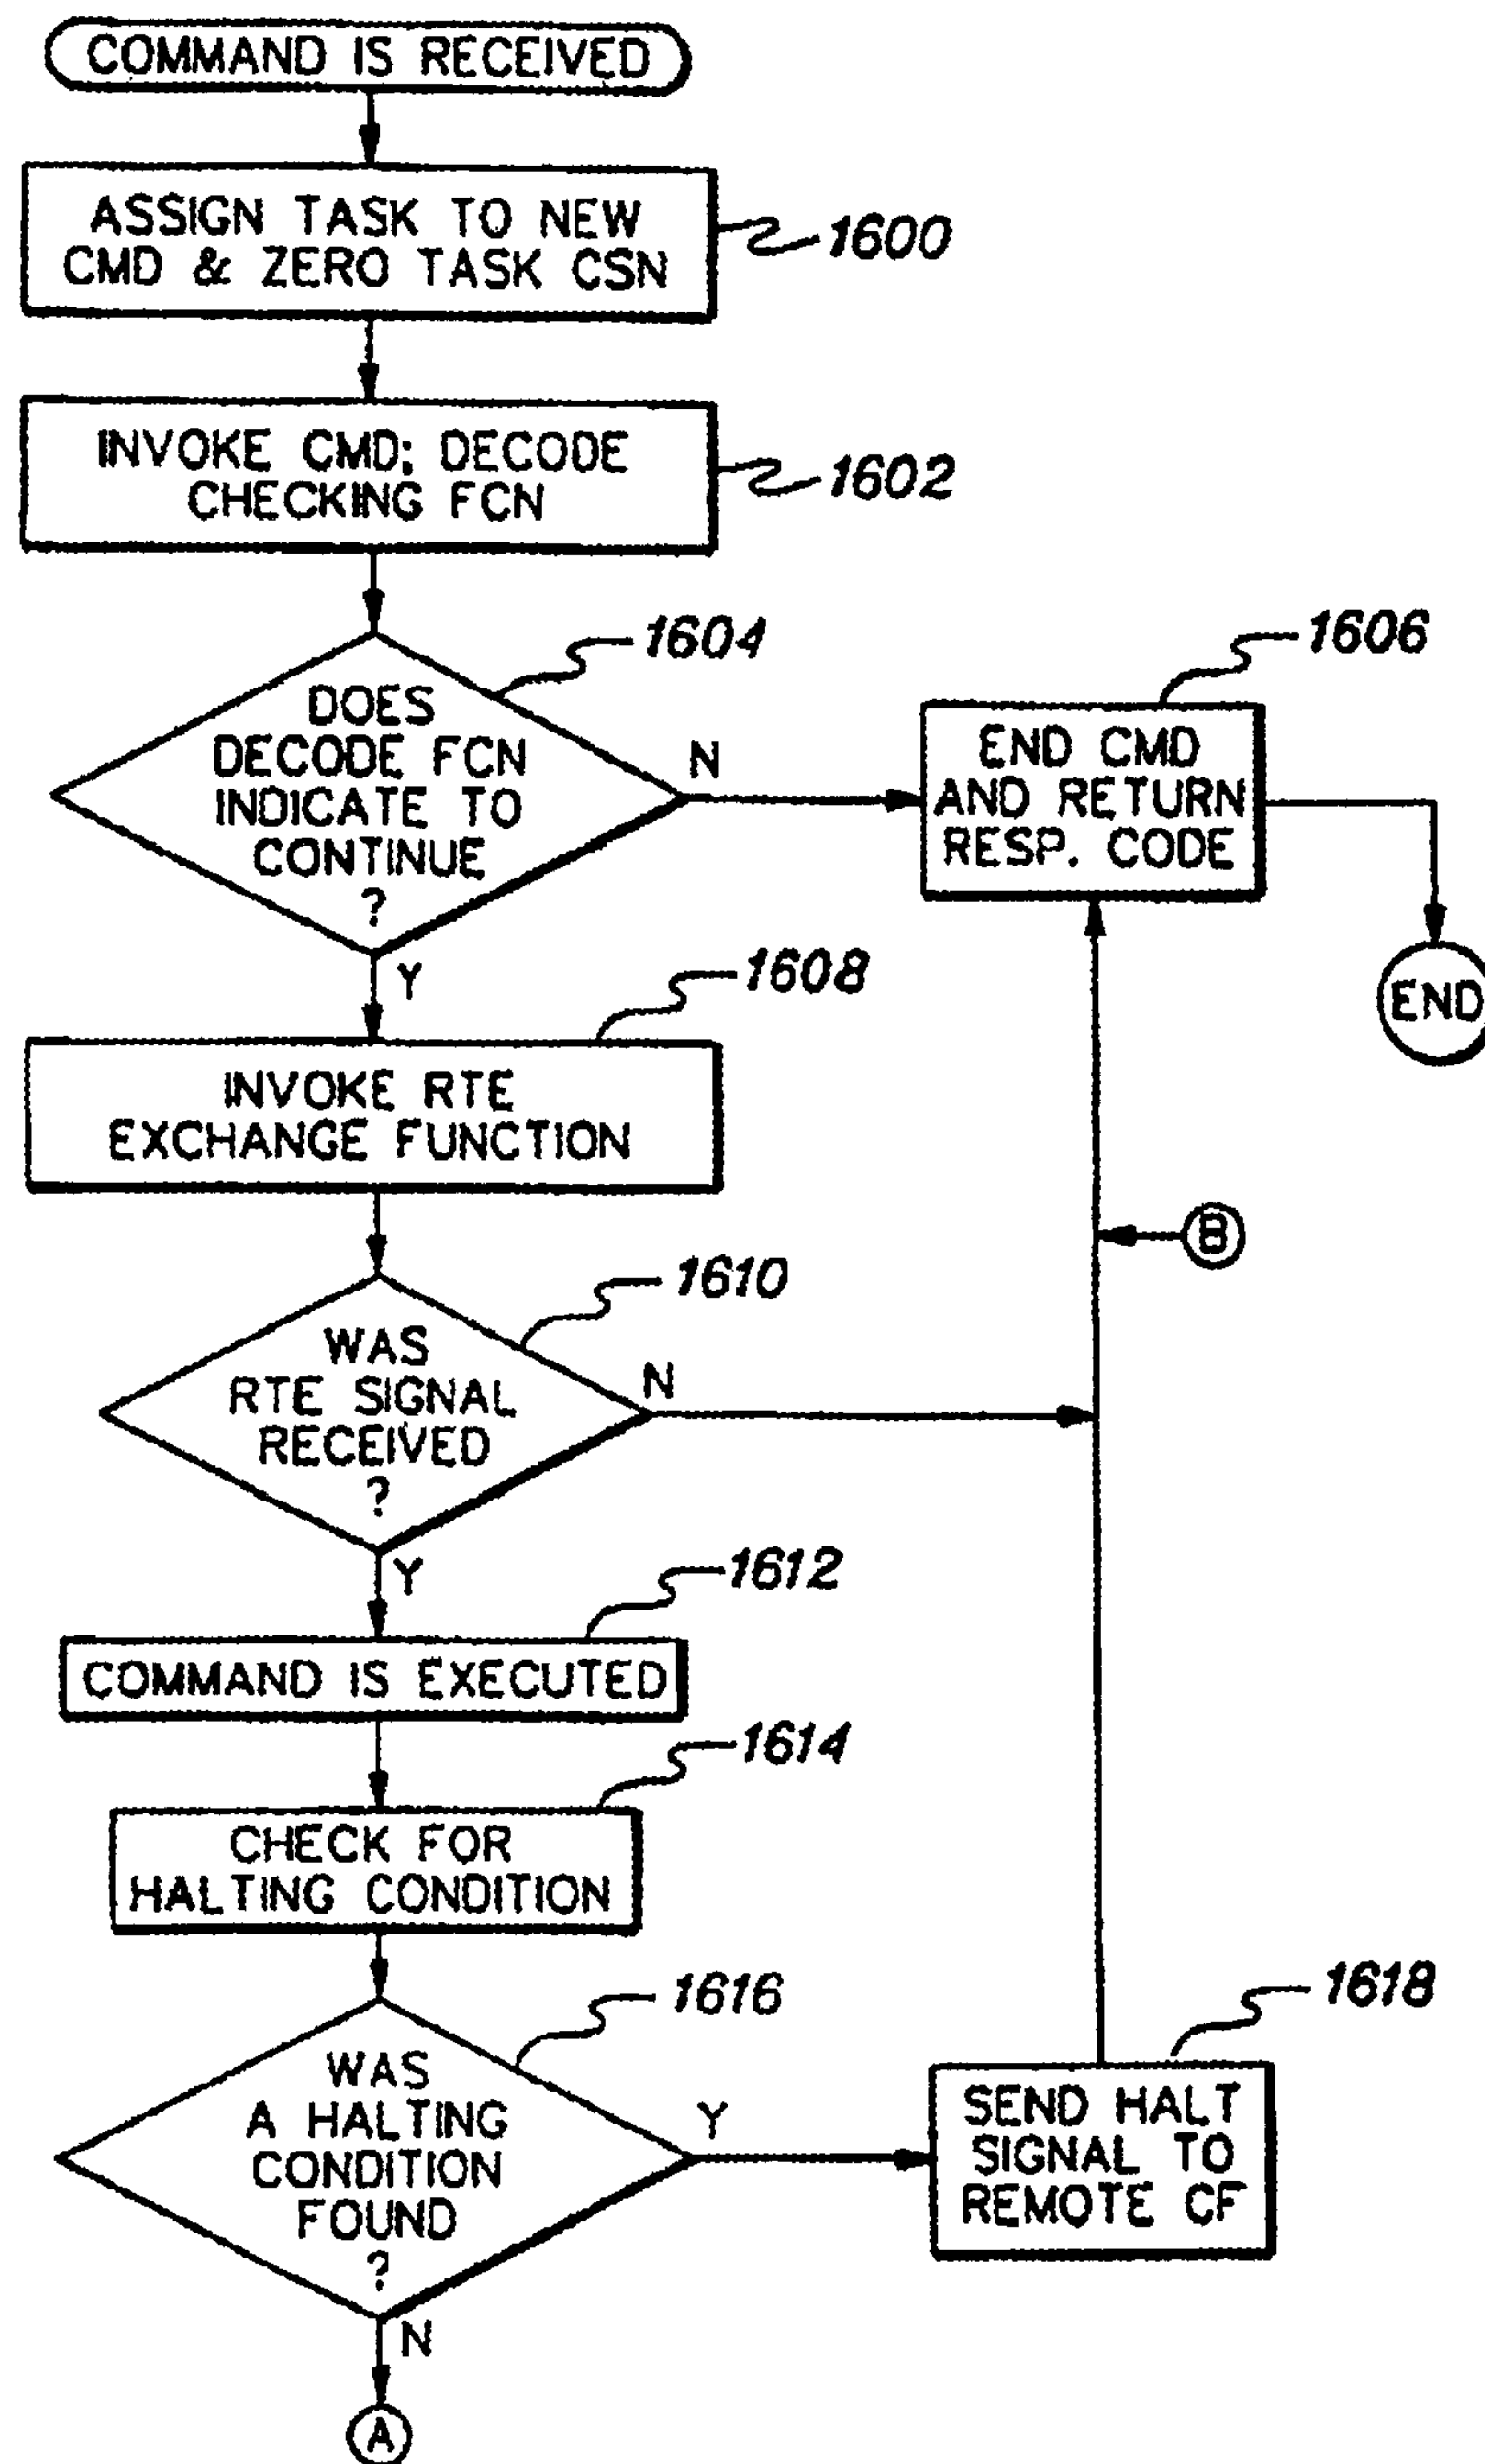 COMMAND IS RECEIVED
ASSIGN TASK TO NEW
CMD & ZERO TASK CSN
1600
INVOKE CMD; DECODE
CHECKING FCN
1602
1604
DOES
DECODE FCN
INDICATE TO
CONTINUE
?
N
Y
1606
END CMD
AND RETURN
RESP. CODE
END
1608
INVOKE RTE
EXCHANGE FUNCTION
B
1610
WAS
RTE SIGNAL
RECEIVED
?
N
Y
1612
COMMAND IS EXECUTED
1614
CHECK FOR
HALTING CONDITION
1616
WAS
A HALTING
CONDITION
FOUND
?
Y
N
1618
SEND HALT
SIGNAL TO
REMOTE CF
A